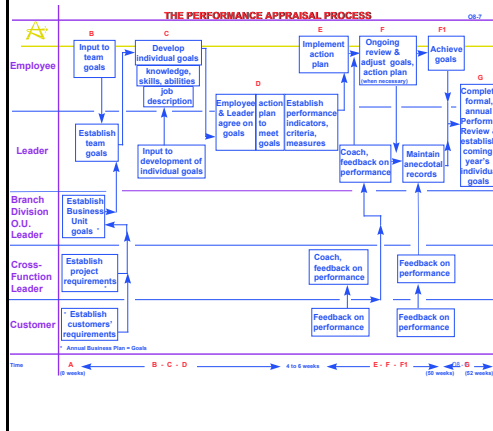 THE PERFORMANCE APPRAISAL PROCESS
OS-7
A
B
C
E
F
F1
Employee
Input to
team
goals
Develop
individual goals
knowledge,
skills, abilities
job
description
Implement
action
plan
Ongoing
review &
adjust goals,
action plan
(when necessary)
Achieve
goals
D
G
Employee
& Leader
agree on
goals
action
plan
to
meet
goals
Establish
performance
indicators,
criteria,
measures
Complet
formal,
annual
Perform
Review
establish
coming
year's
individu
goals
Leader
Establish
team
goals
Input to
development of
individual goals
Coach,
feedback on
performance
Maintain
anecdotal
records
Branch
Division
O.U.
Leader
Establish
Business
Unit
goals *
Cross-
Function
Leader
Establish
project
requirements
*
Coach,
feedback on
performance
Feedback on
performance
Customer
* Establish
customers'
requirements
Feedback on
performance
Feedback on
performance
* Annual Business Plan = Goals
Time
A
(0 weeks)
B - C - D
4 to 6 weeks
E - F - F1
(50 weeks)
G
(52 weeks)